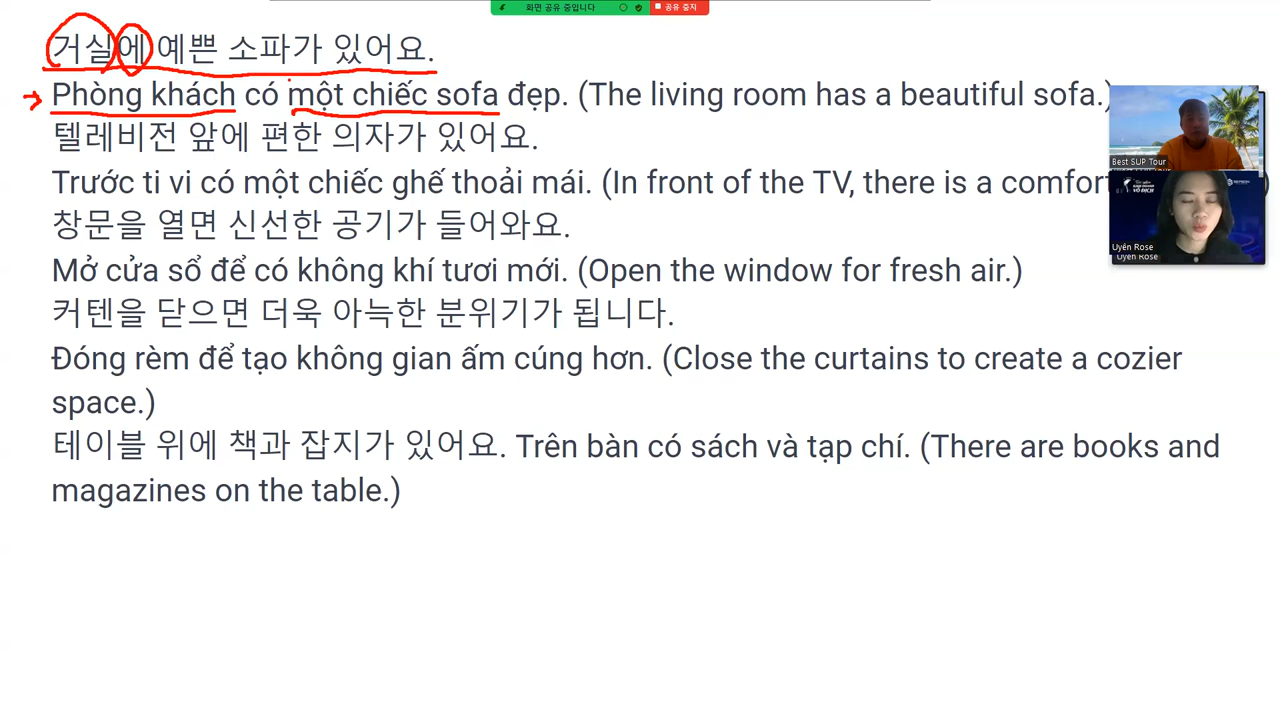 화면 공유 중입니다 공유 중지
거실에 예쁜 소파가 있어요.
Phòng khách có một chiếc sofa đẹp. (The living room has a beautiful sofa.)
텔레비전 앞에 편한 의자가 있어요.
Trước ti vi có một chiếc ghế thoải mái. (In front of the TV, there is a
창문을 열면 신선한 공기가 들어와요.
Mở cửa sổ để có không khí tươi mới. (Open the window for fresh air.)
커텐을 닫으면 더욱 아늑한 분위기가 됩니다.
Đóng rèm để tạo không gian ấm cúng hơn. (Close the curtains to create a cozier
space.)
테이블 위에 책과 잡지가 있어요. Trên bàn có sách và tạp chí. (There are books and
magazines on the table.)
Best SUP Tour
VÔ ĐỊCH
Uyên Rose
Uyên Rose